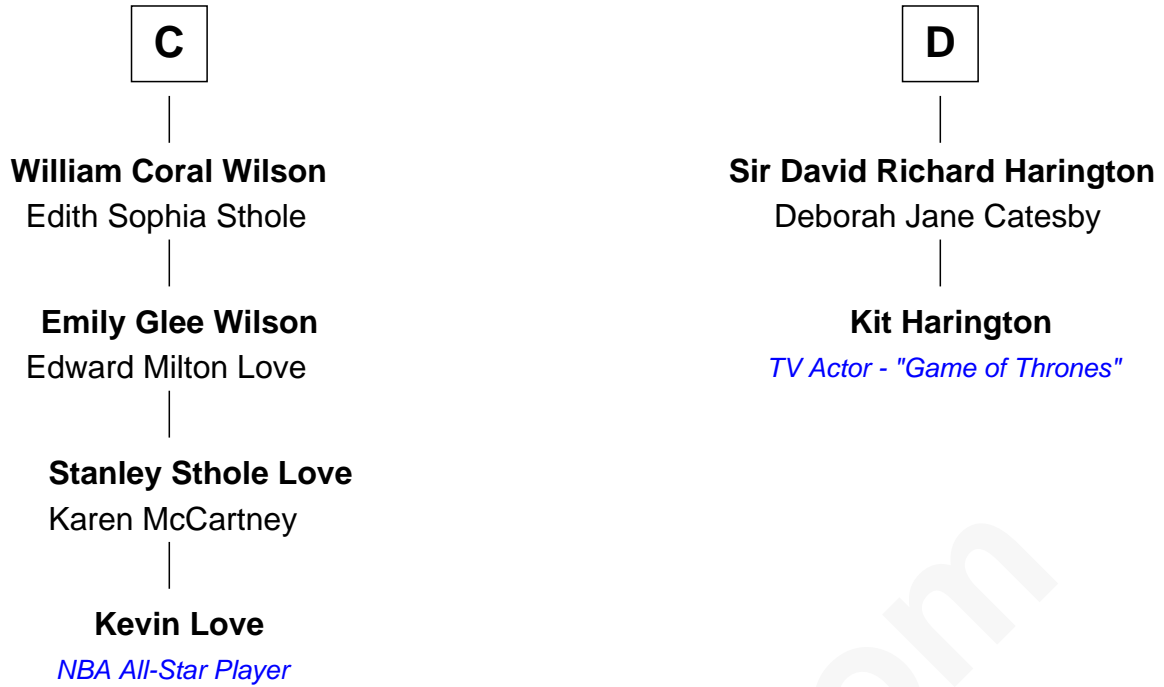 C
William Coral Wilson
Edith Sophia Sthole
Emily Glee Wilson
Edward Milton Love
Stanley Sthole Love
Karen McCartney
Kevin Love
NBA All-Star Player
D
Sir David Richard Harington
Deborah Jane Catesby
Kit Harington
TV Actor - "Game of Thrones"
om